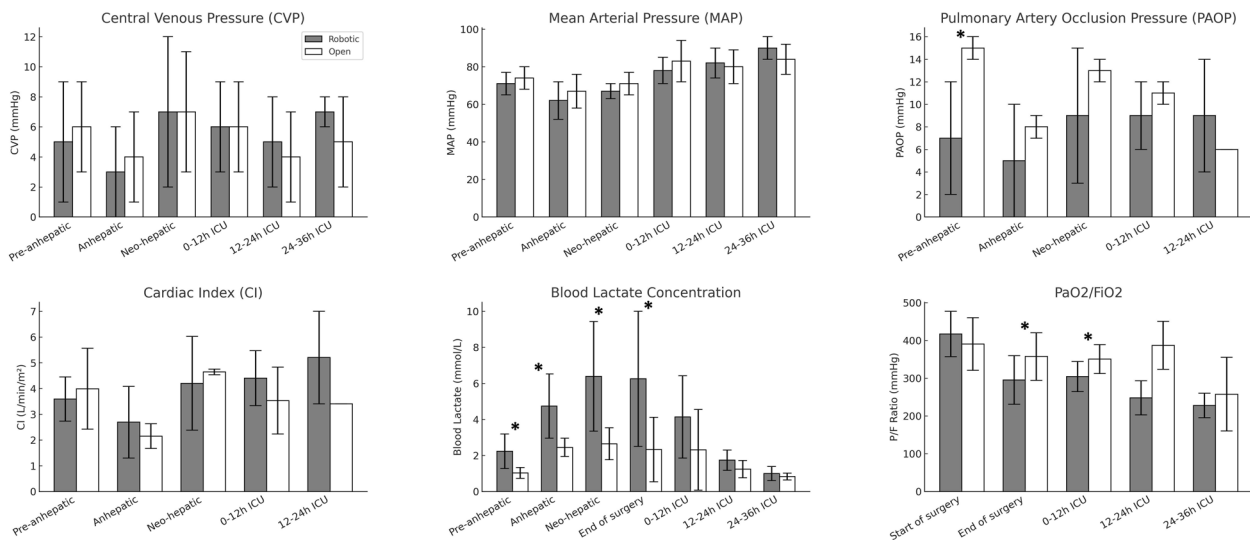 Central Venous Pressure (CVP)
CVP (mmHg)
12
10
8
6
4
2
0
Robotic
Open
Pre-anhepatic
Anhepatic
Neo-hepatic
0-12h ICU
12-24h ICU
24-36h ICU
Mean Arterial Pressure (MAP)
MAP (mmHg)
100
80
60
40
20
0
Pre-anhepatic
Anhepatic
Neo-hepatic
0-12h ICU
12-24h ICU
24-36h ICU
Pulmonary Artery Occlusion Pressure (PAOP)
PAOP (mmHg)
16
14
12
10
8
6
4
2
0
*
Pre-anhepatic
Anhepatic
Neo-hepatic
0-12h ICU
12-24h ICU
Cardiac Index (CI)
CI (L/min/m²)
7
6
5
4
3
2
1
0
Pre-anhepatic
Anhepatic
Neo-hepatic
0-12h ICU
12-24h ICU
Blood Lactate Concentration
Blood Lactate (mmol/L)
10
8
6
4
2
0
*
*
*
*
Pre-anhepatic
Anhepatic
Neo-hepatic
End of surgery
0-12h ICU
12-24h ICU
24-36h ICU
PaO2/FiO2
P/F Ratio (mmHg)
500
400
300
200
100
0
*
*
Start of surgery
End of surgery
0-12h ICU
12-24h ICU
24-36h ICU